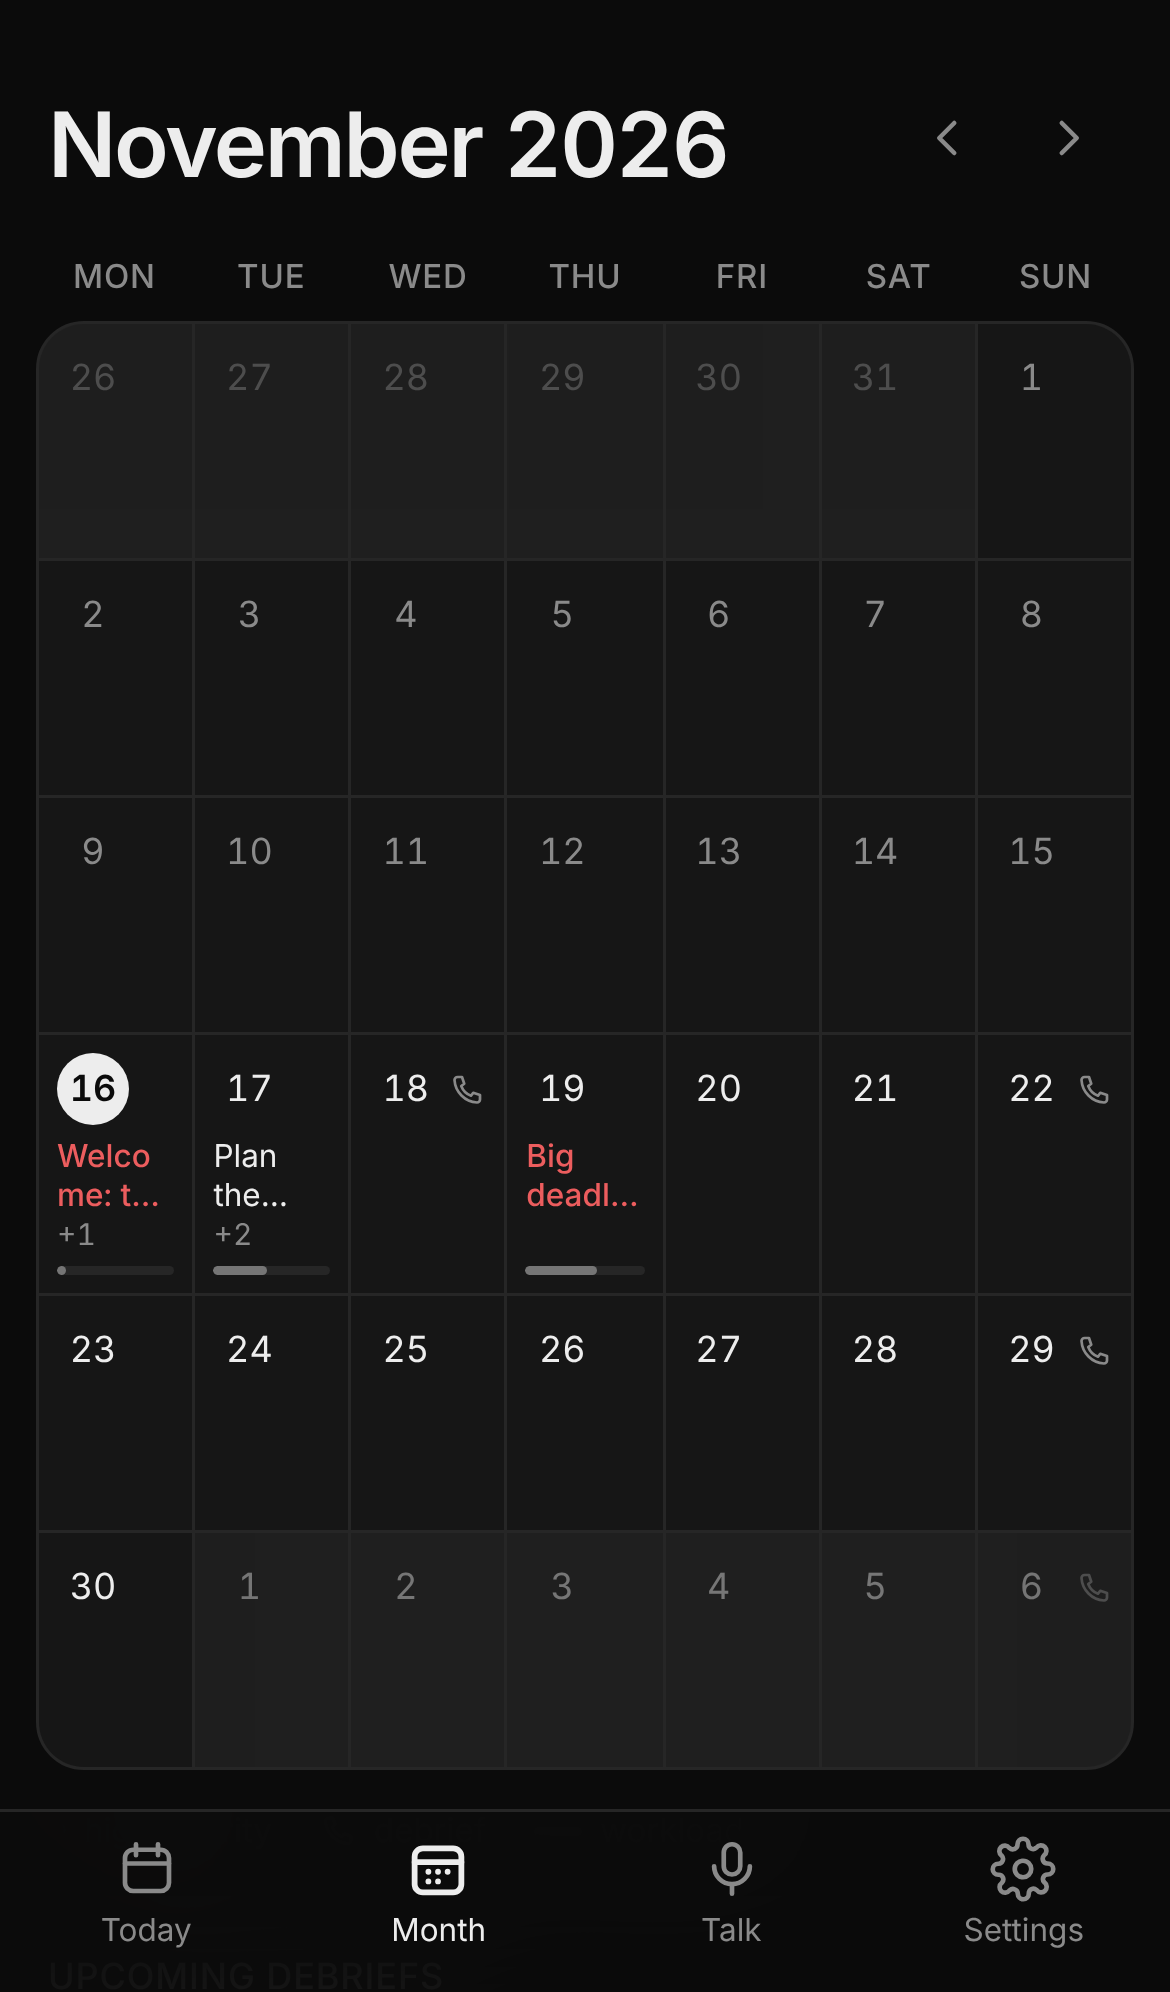 November 2026
MON TUE WED THU FRI SAT SUN
26 27 28 29 30 31 1
2 3 4 5 6 7 8
9 10 11 12 13 14 15
16 17 18 19 20 21 22
Welco Plan Big
me: t... the... deadl...
+1 +2
23 24 25 26 27 28 29
30 1 2 3 4 5 6
Today Month Talk Settings
UPCOMING DEBRIEFS